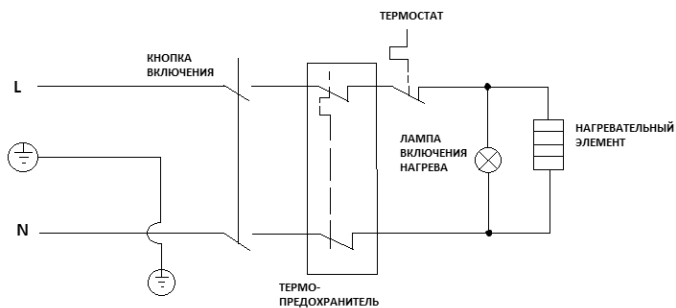 ТЕРМОСТАТ
КНОПКА
ВКЛЮЧЕНИЯ
L
ЛАМПА
ВКЛЮЧЕНИЯ
НАГРЕВА
НАГРЕВАТЕЛЬНЫЙ
ЭЛЕМЕНТ
N
ТЕРМО-
ПРЕДОХРАНИТЕЛЬ